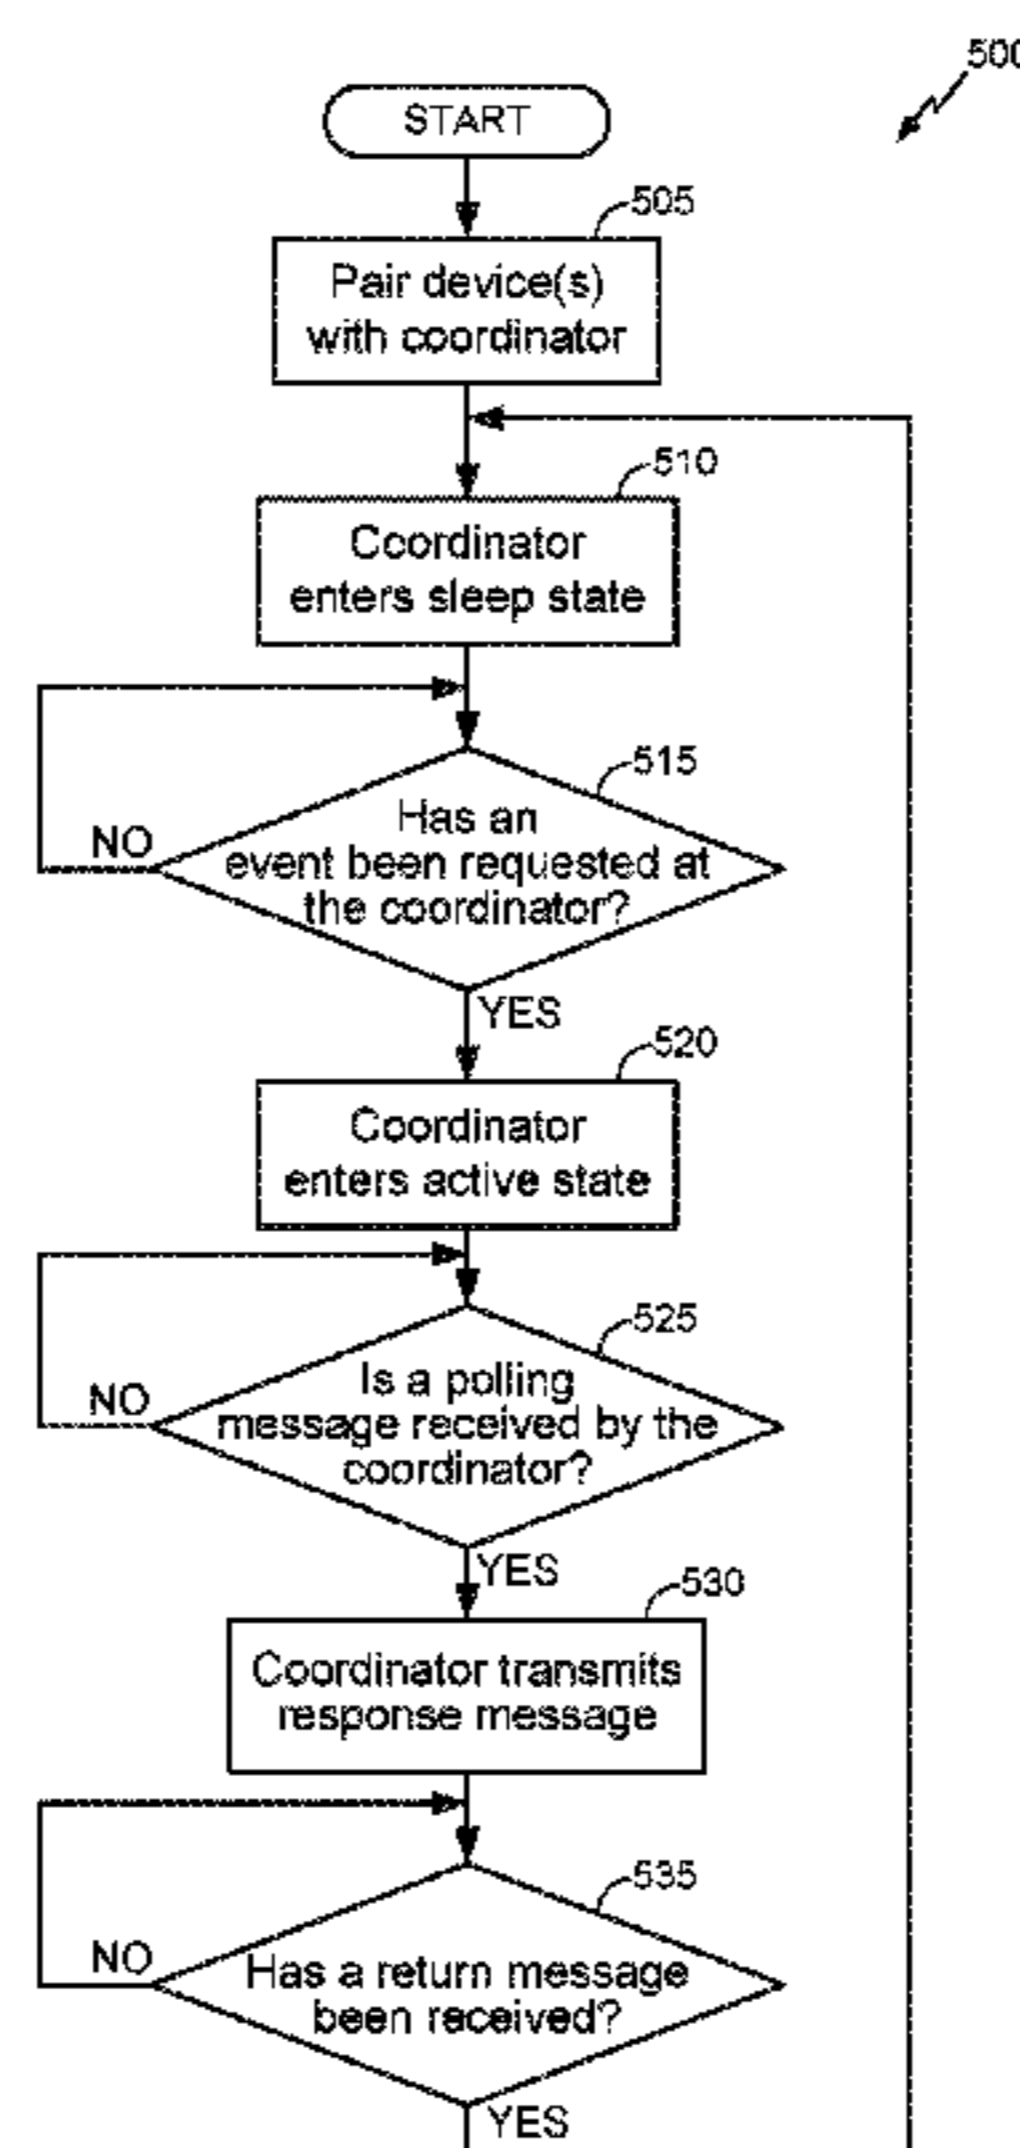 500
START
505
Pair device(s)
with coordinator
510
Coordinator
enters sleep state
515
Has an
event been requested at
the coordinator?
NO
YES
520
Coordinator
enters active state
525
Is a polling
message received by the
coordinator?
NO
YES
530
Coordinator transmits
response message
535
Has a return message
been received?
NO
YES